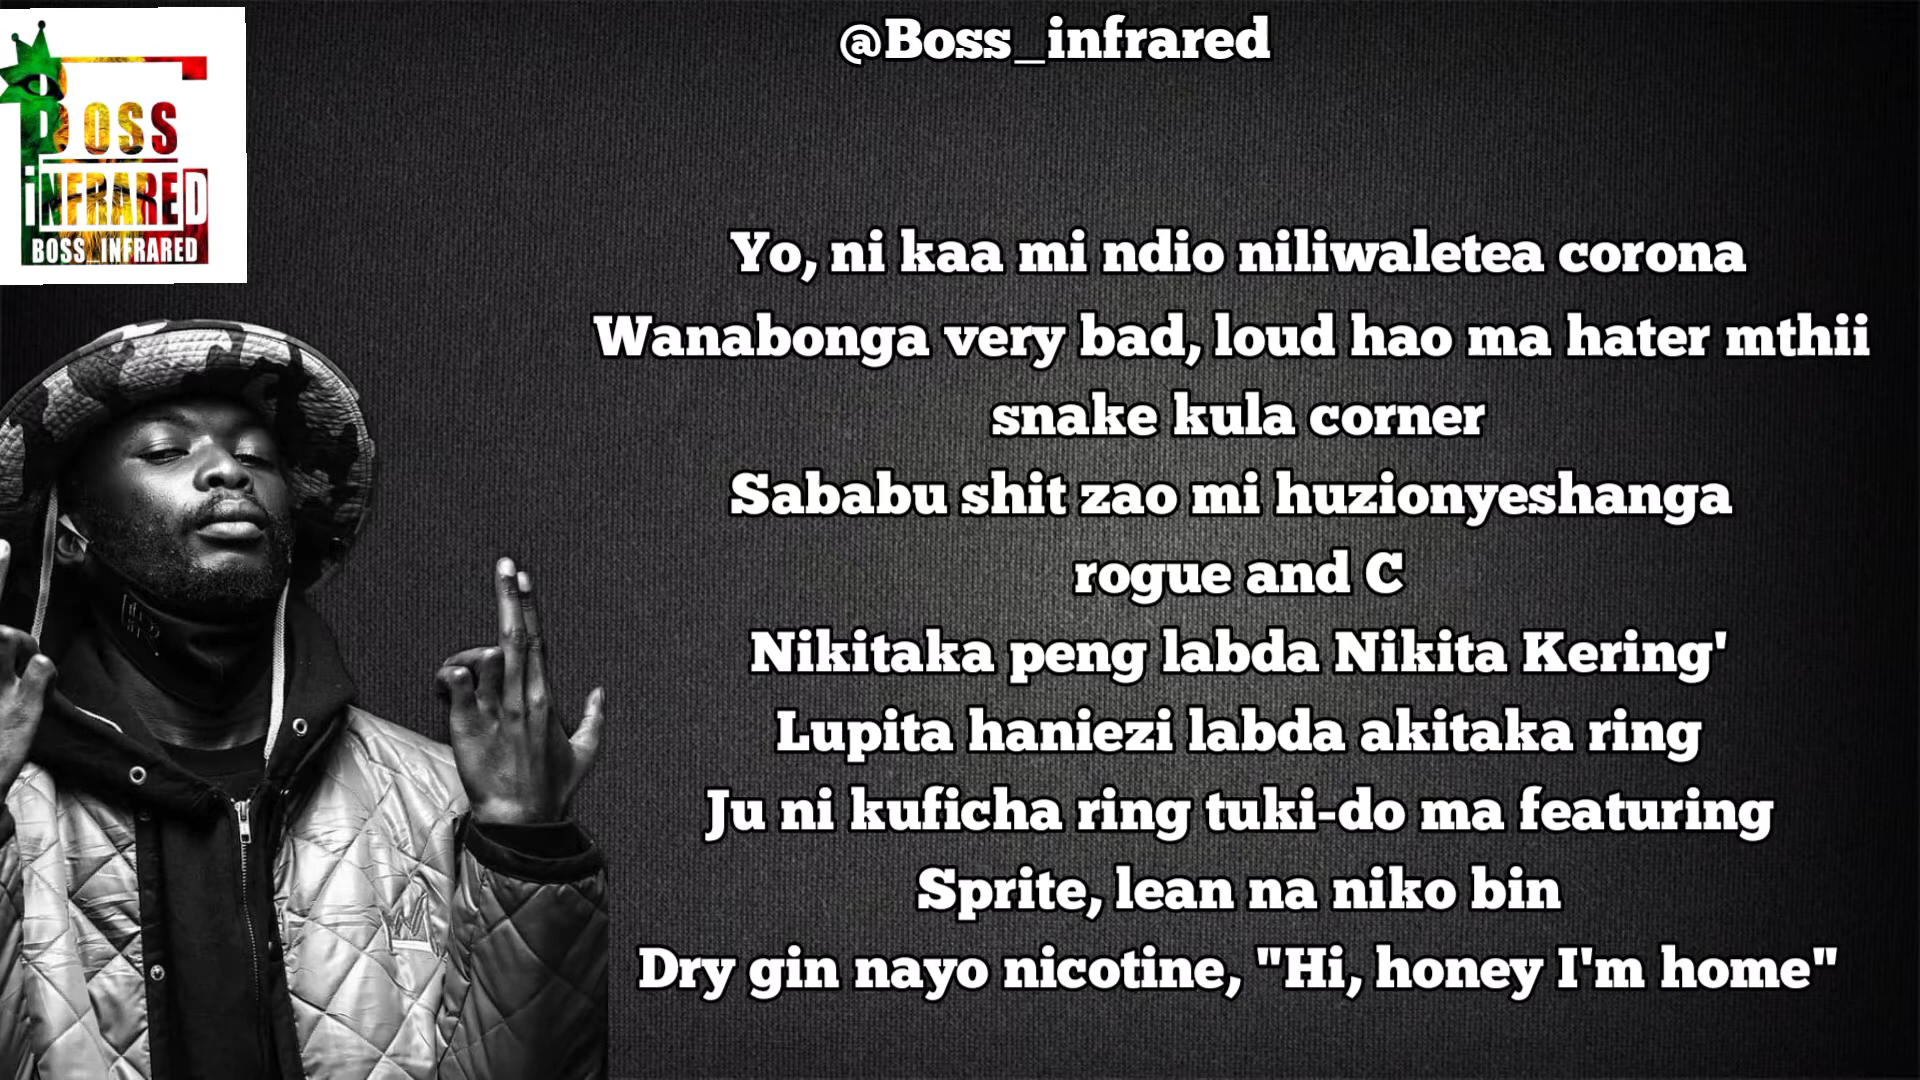 @Boss_infrared
BOSS
iNFRARED
BOSS_INFRARED
Yo, ni kaa mi ndio niliwaletea corona
Wanabonga very bad, loud hao ma hater mthii
snake kula corner
Sababu shit zao mi huzionyeshanga
rogue and C
Nikitaka peng labda Nikita Kering'
Lupita haniezi labda akitaka ring
Ju ni kuficha ring tuki-do ma featuring
Sprite, lean na niko bin
Dry gin nayo nicotine, "Hi, honey I'm home"